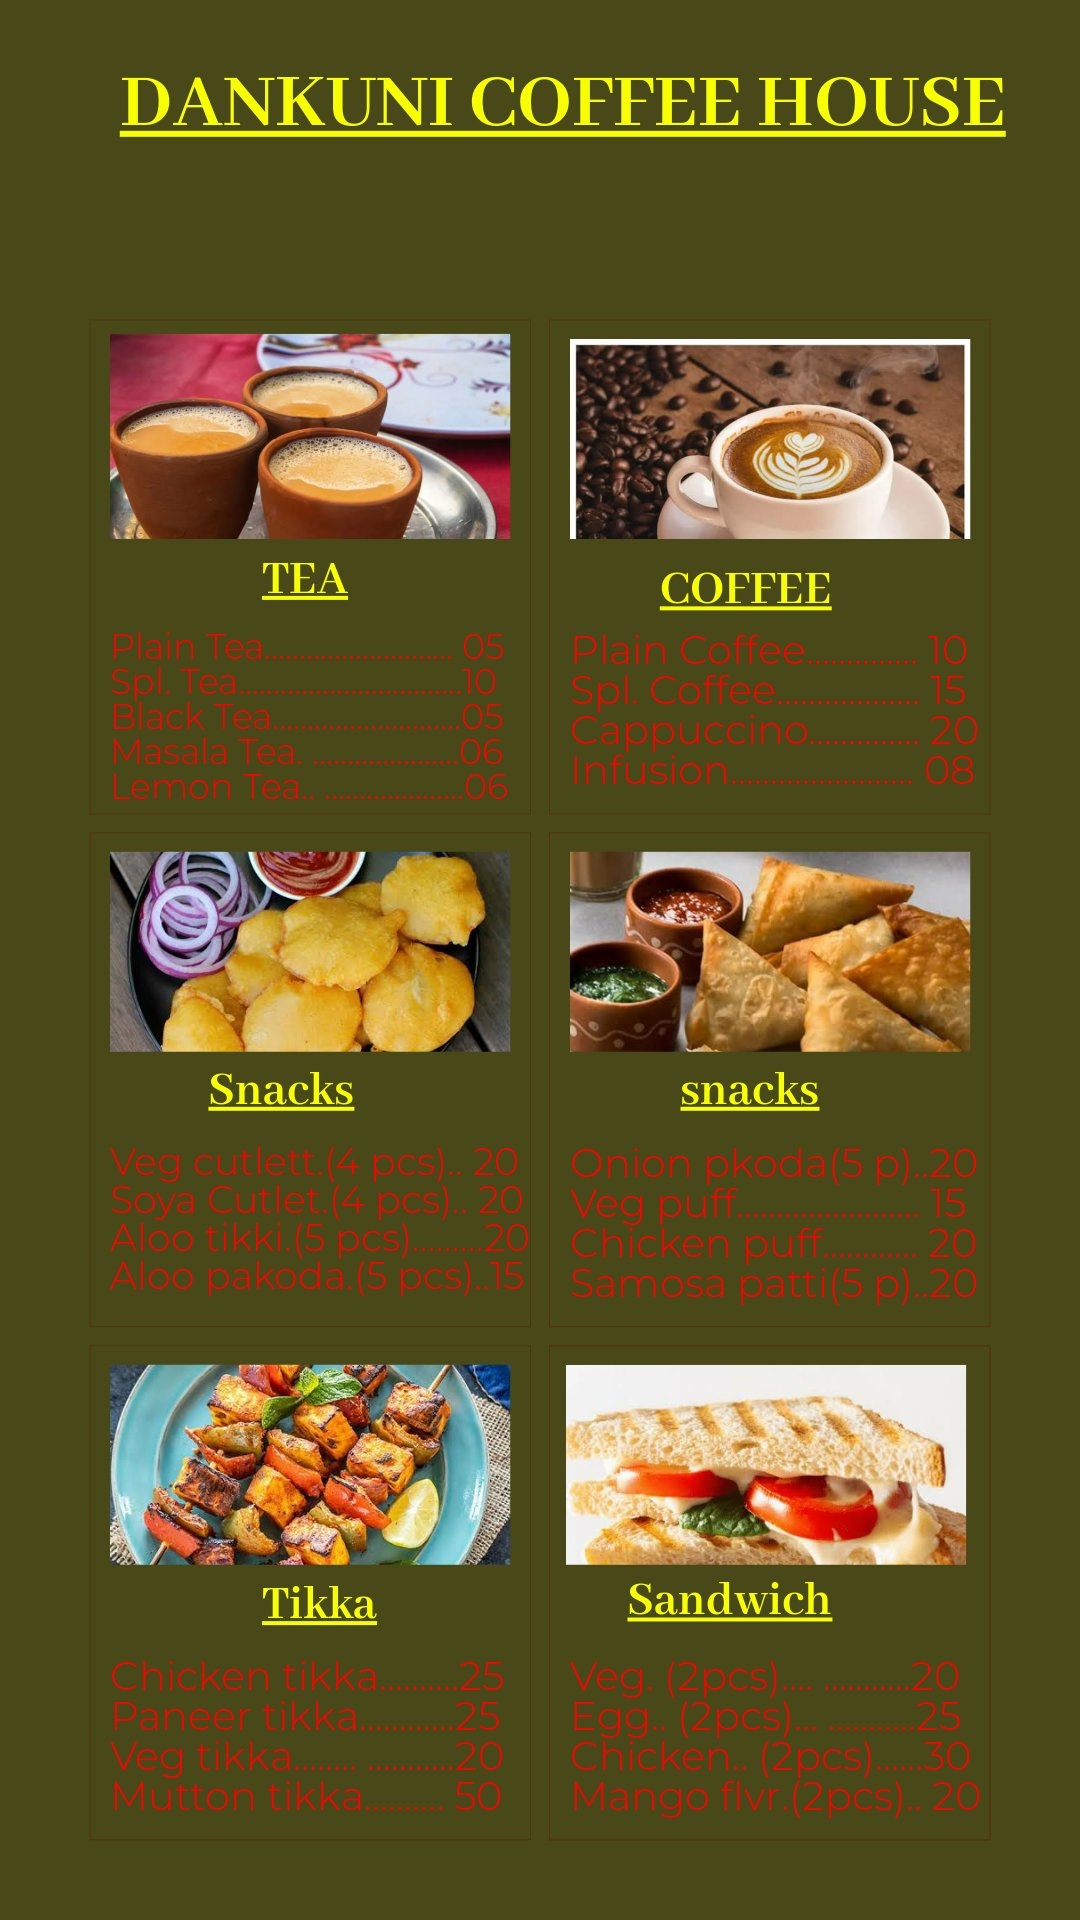 DANKUNI COFFEE HOUSE
TEA
Plain Tea........................... 05
Spl. Tea................................10
Black Tea...........................05
Masala Tea. .....................06
Lemon Tea.. ....................06
COFFEE
Plain Coffee.............. 10
Spl. Coffee.................. 15
Cappuccino.............. 20
Infusion....................... 08
Snacks
Veg cutlett.(4 pcs).. 20
Soya Cutlet.(4 pcs).. 20
Aloo tikki.(5 pcs).........20
Aloo pakoda.(5 pcs)..15
snacks
Onion pkoda(5 p)..20
Veg puff....................... 15
Chicken puff............ 20
Samosa patti(5 p)..20
Tikka
Chicken tikka..........25
Paneer tikka............25
Veg tikka........ ...........20
Mutton tikka.......... 50
Sandwich
Veg. (2pcs).... ...........20
Egg.. (2pcs)... ...........25
Chicken.. (2pcs)......30
Mango flvr.(2pcs).. 20